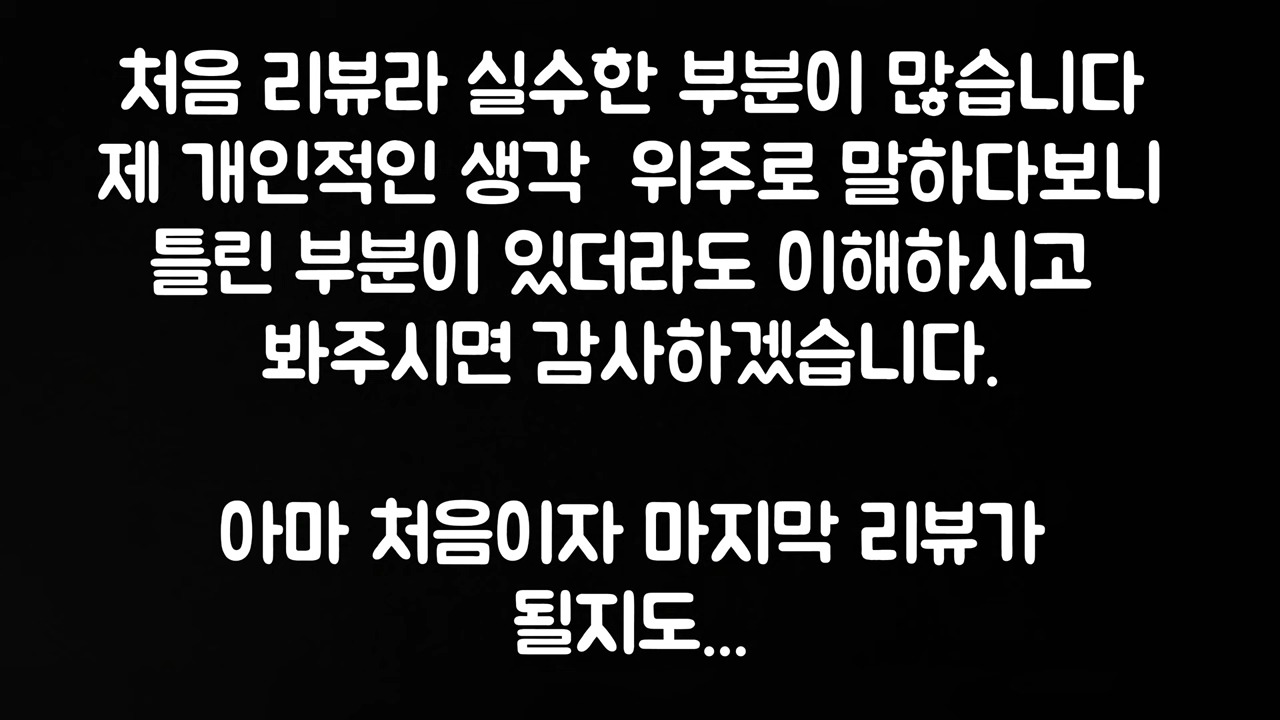 처음 리뷰라 실수한 부분이 많습니다
제 개인적인 생각 위주로 말하다보니
틀린 부분이 있더라도 이해하시고
봐주시면 감사하겠습니다.
아마 처음이자 마지막 리뷰가
될지도...